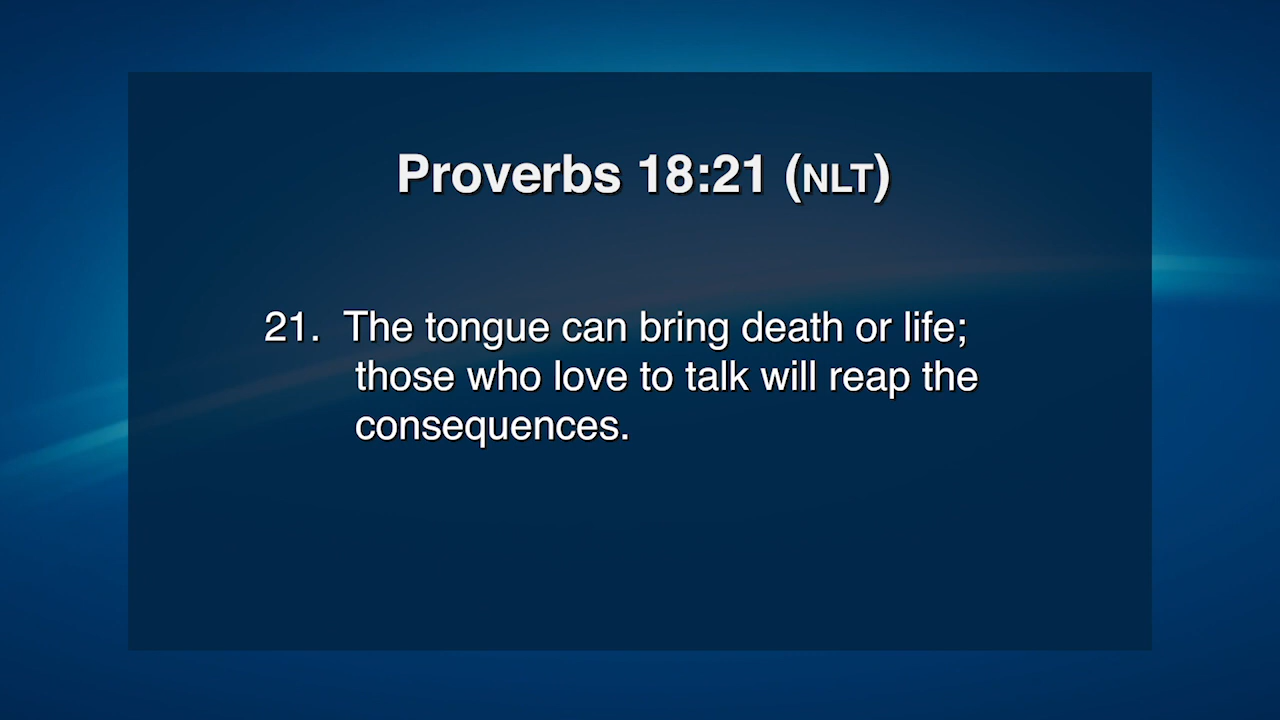 Proverbs 18:21 (NLT)
21. The tongue can bring death or life;
those who love to talk will reap the
consequences.